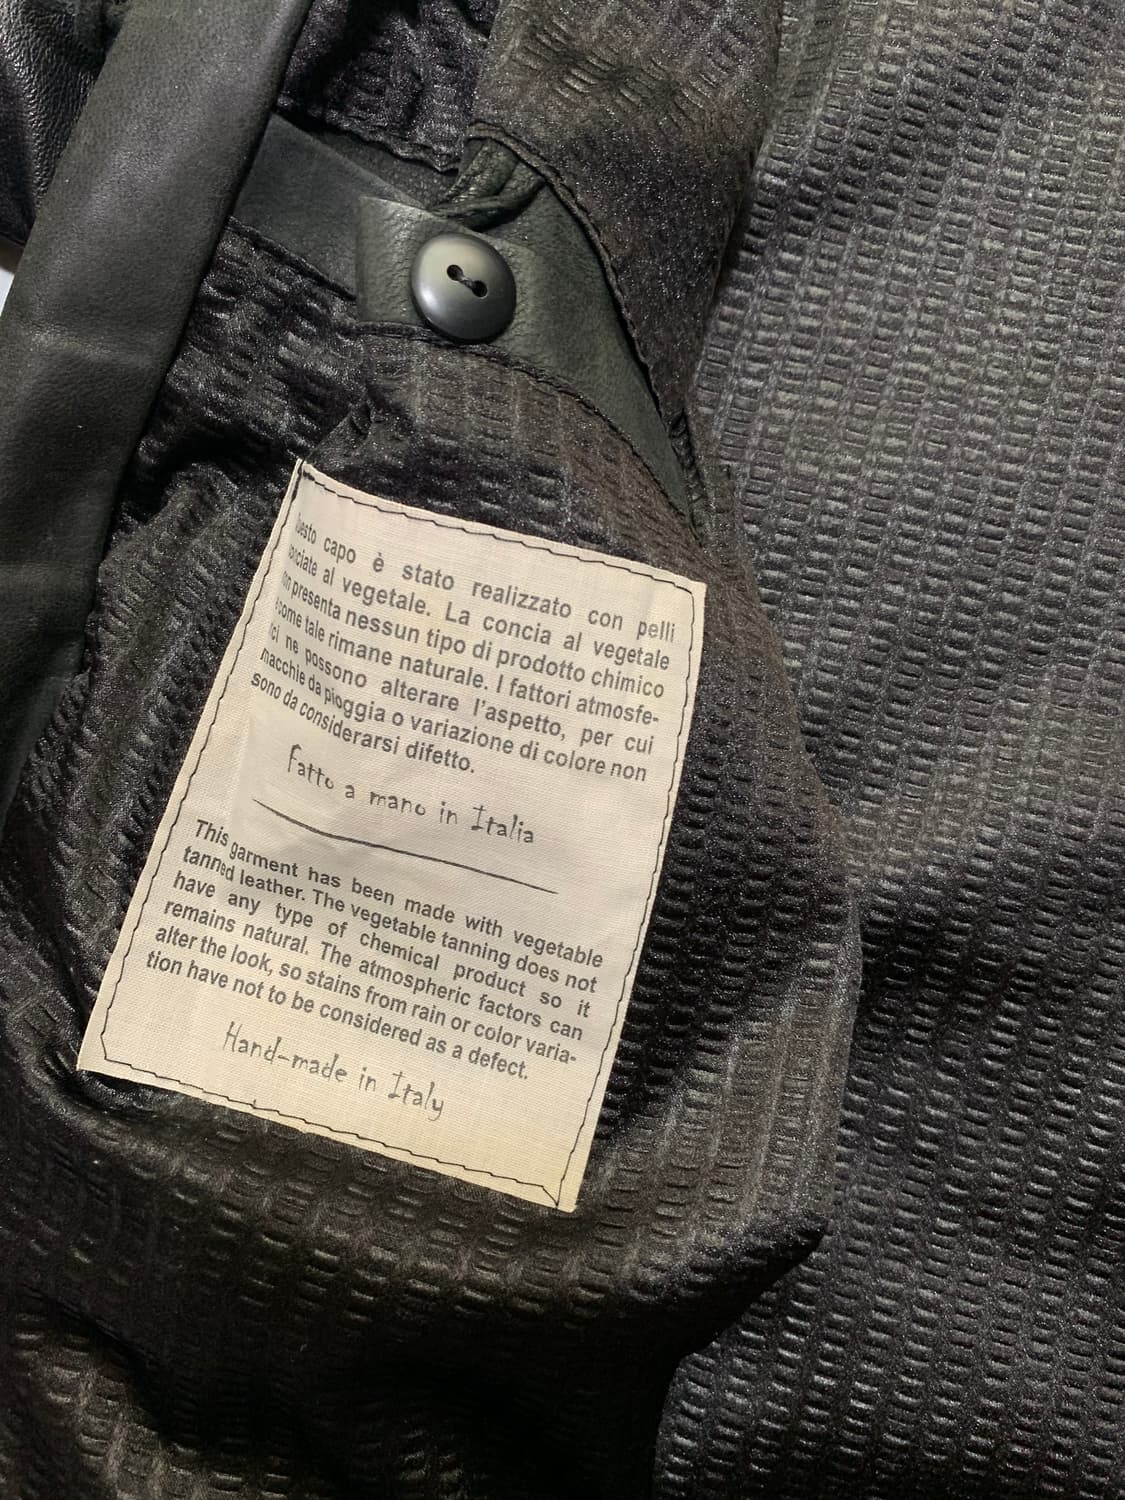 capo è stato realizzato con pelli
conciate al vegetale. La concia al vegetale
non presenta nessun tipo di prodotto chimico
e come tale rimane naturale. I fattori atmosfe-
rici ne possono alterare l'aspetto, per cui
macchie da pioggia o variazione di colore non
sono da considerarsi difetto.
fatto a mano in Italia
This garment has been made with vegetable
tanned leather. The vegetable tanning does not
have any type of chemical product so it
remains natural. The atmospheric factors can
alter the look, so stains from rain or color varia-
tion have not to be considered as a defect.
Hand-made in Italy